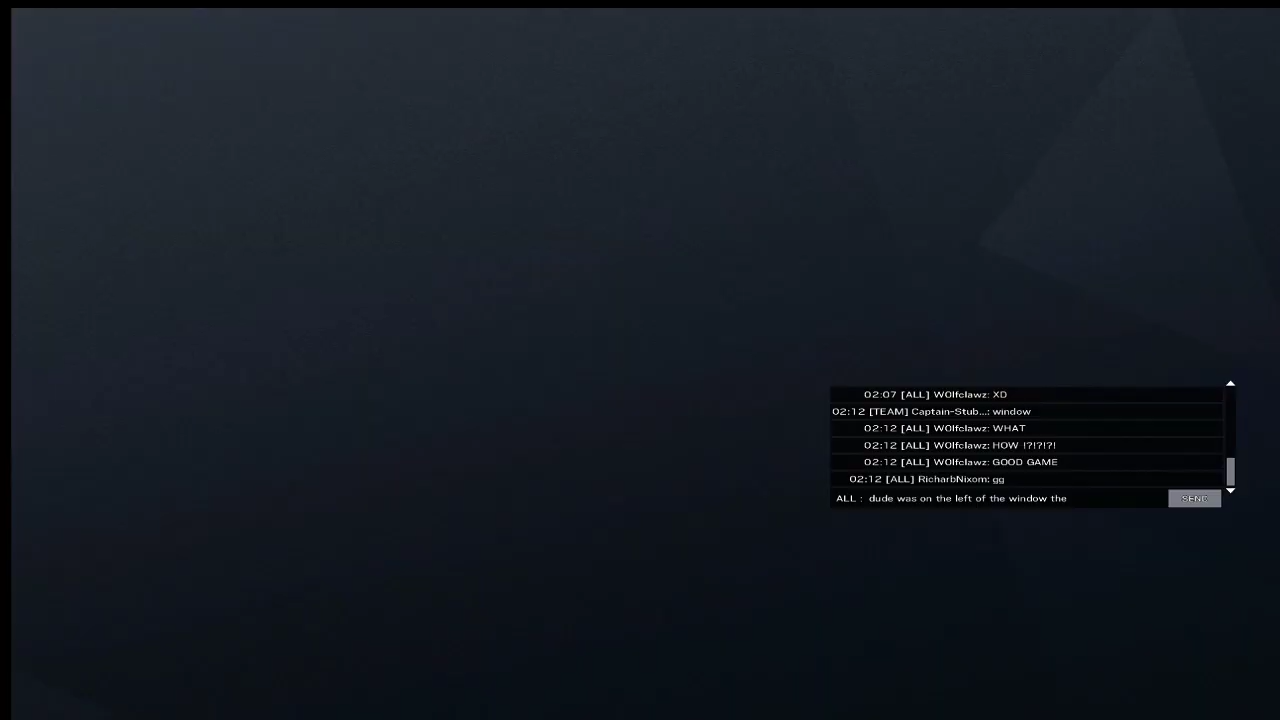 02:07 [ALL] W0lfclawz: XD
02:12 [TEAM] Captain-Stub...: window
02:12 [ALL] W0lfclawz: WHAT
02:12 [ALL] W0lfclawz: HOW !?!?!?!
02:12 [ALL] W0lfclawz: GOOD GAME
02:12 [ALL] RicharbNixom: gg
ALL : dude was on the left of the window the SEND